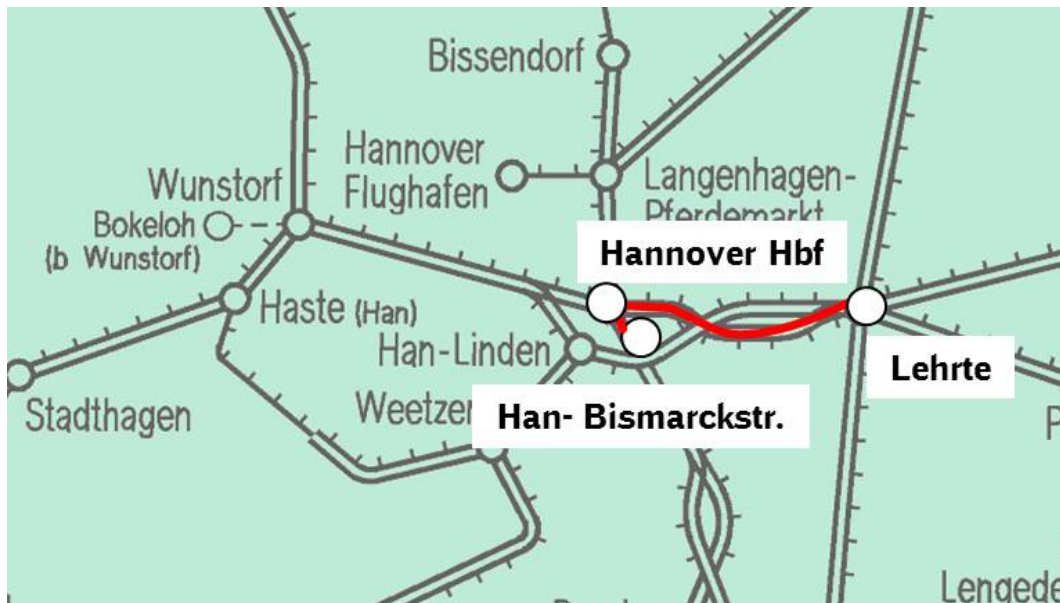 Bissendorf
Hannover
Flughafen
Langenhagen-
Pferdemarkt
Wunstorf
Bokeloh
(b Wunstorf)
Hannover Hbf
Haste (Han)
Han-Linden
Lehrte
Stadthagen
Weetzen
Han- Bismarckstr.
P